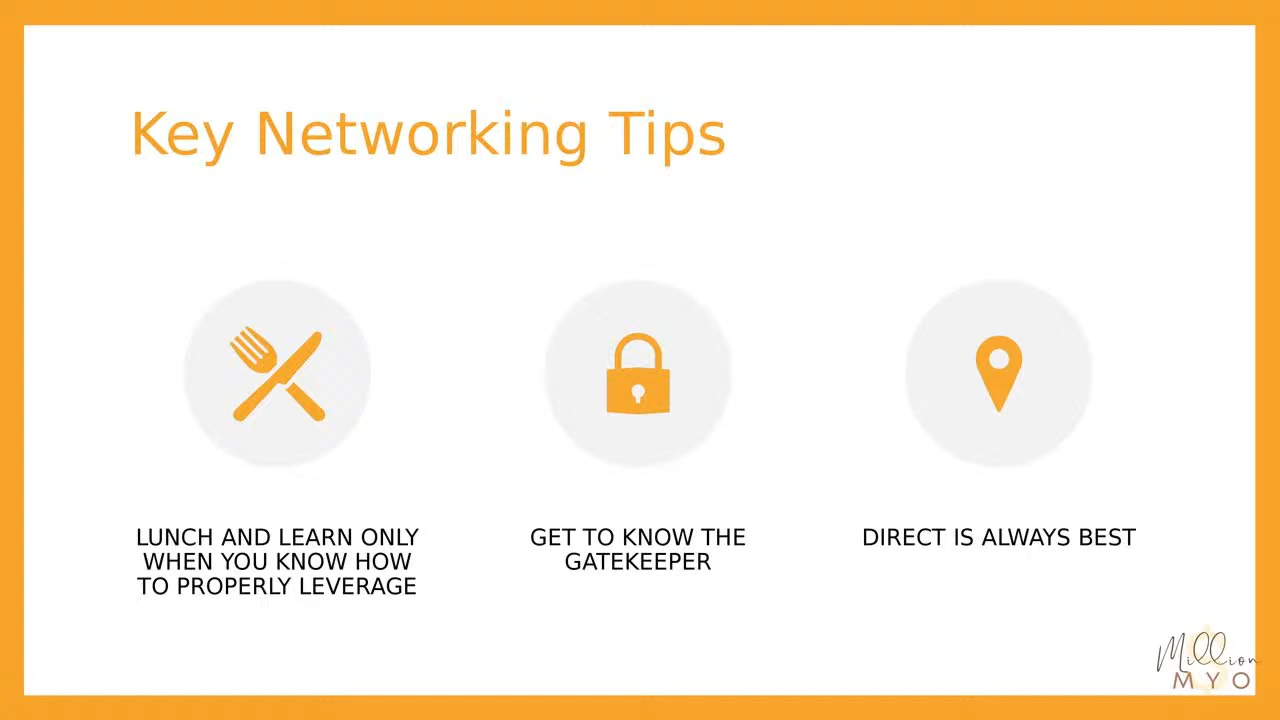 Key Networking Tips
LUNCH AND LEARN ONLY
WHEN YOU KNOW HOW
TO PROPERLY LEVERAGE
GET TO KNOW THE
GATEKEEPER
DIRECT IS ALWAYS BEST
Million
MYO